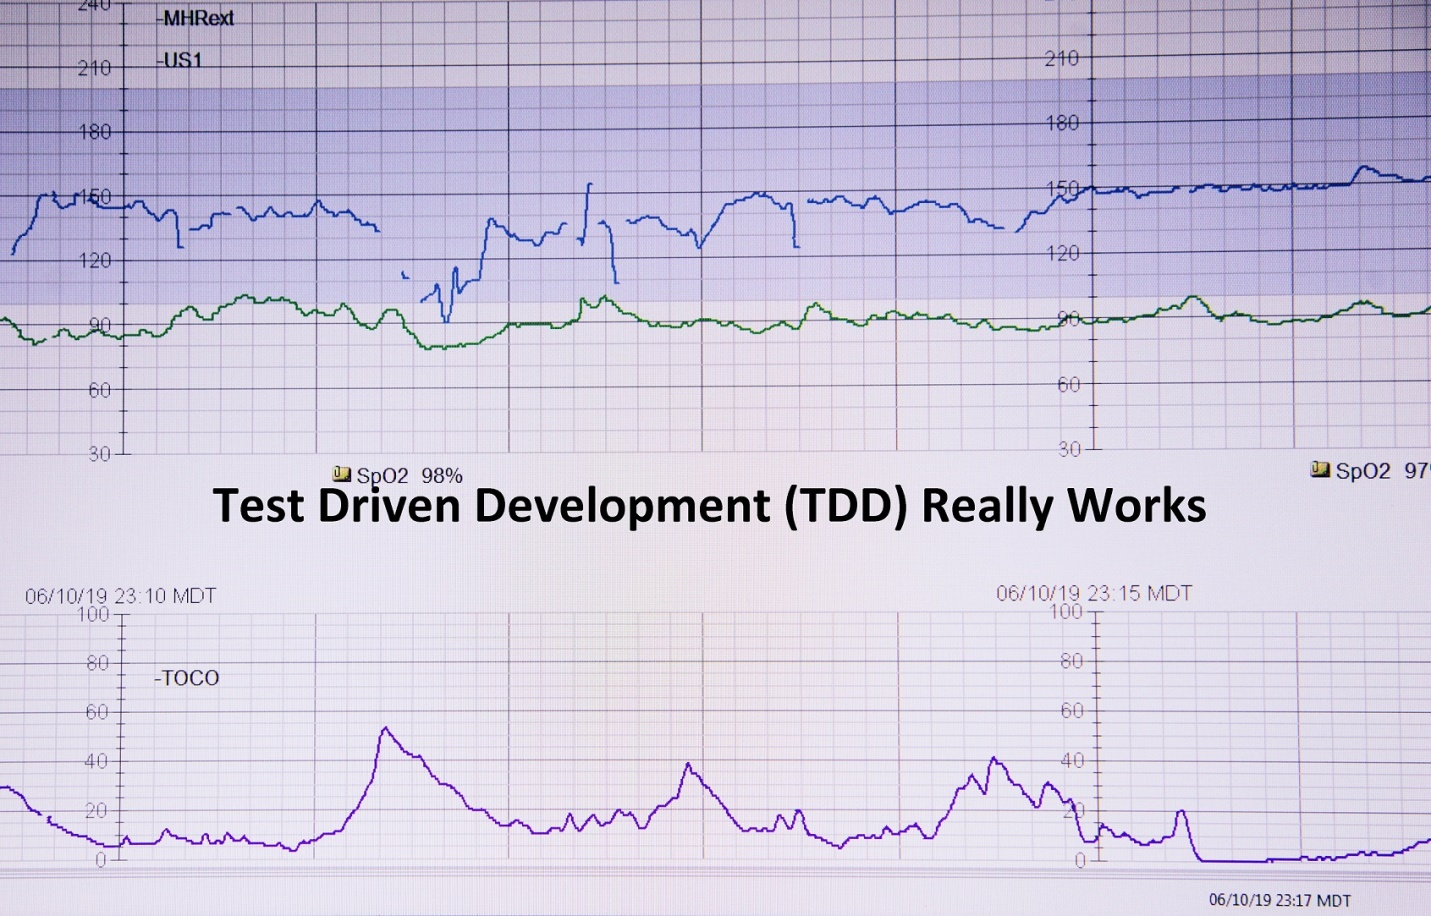 240
-MHRext
-US1
210 210
180 180
150 150
120 120
90 90
60 60
30 30
SpO2 98% SpO2 97
Test Driven Development (TDD) Really Works
06/10/19 23:10 MDT 06/10/19 23:15 MDT
100 100
80 80
-TOCO
60 60
40 40
20 20
0 0
06/10/19 23:17 MDT